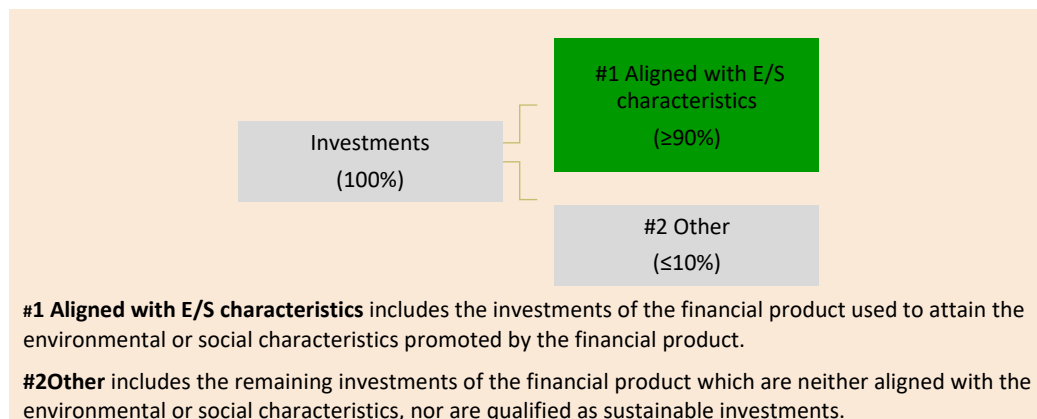 #1 Aligned with E/S
characteristics
(≥90%)
Investments
(100%)
#2 Other
(≤10%)
#1 Aligned with E/S characteristics includes the investments of the financial product used to attain the
environmental or social characteristics promoted by the financial product.
#2Other includes the remaining investments of the financial product which are neither aligned with the
environmental or social characteristics, nor are qualified as sustainable investments.